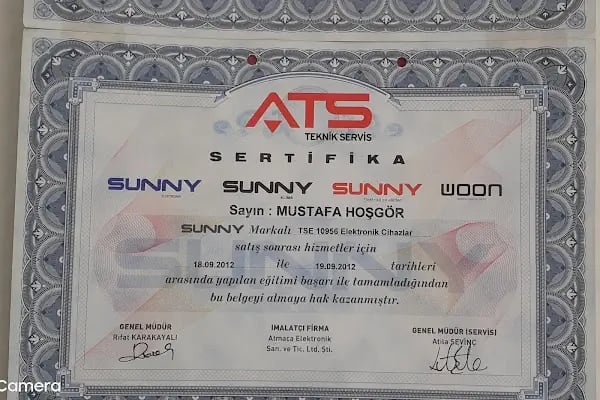 ATS
TEKNİK SERVİS
SERTİFİKA
SUNNY SUNNY SUNNY WOON
Sayın : MUSTAFA HOŞGÖR
SUNNY Markalı TSE 10956 Elektronik Cihazlar
satış sonrası hizmetler için
18.09.2012 ile 19.09.2012 tarihleri
arasında yapılan eğitimi başarı ile tamamladığından
bu belgeyi almaya hak kazanmıştır.
GENEL MÜDÜR İMALATCI FİRMA GENEL MÜDÜR (SERVİS)
Rifat KARAKAYALI Atmaca Elektronik Atila SEVİNÇ
San. ve Tic. Ltd. Şti.
SUNNY
Camera